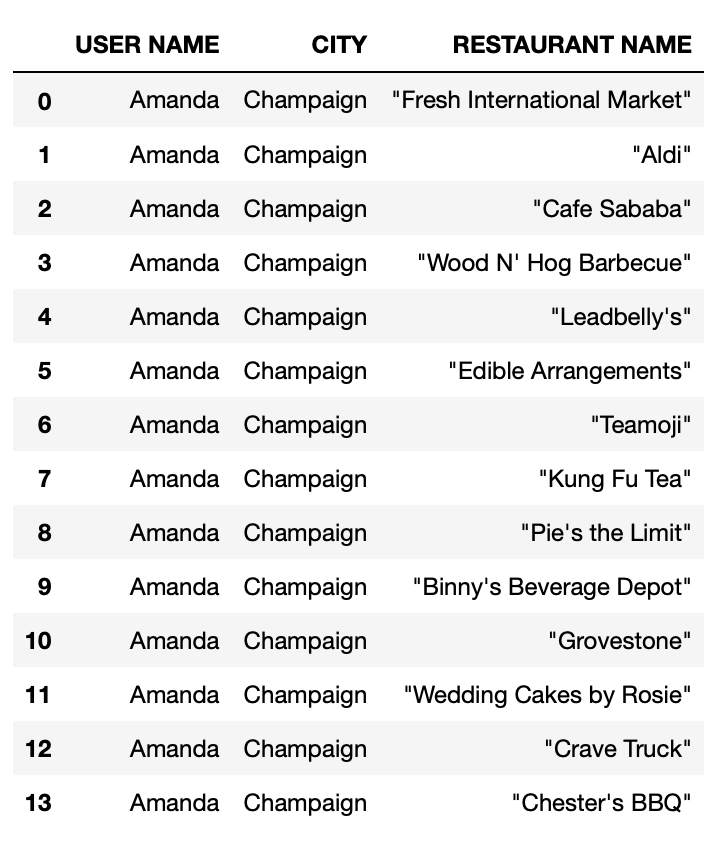 USER NAME CITY RESTAURANT NAME
0 Amanda Champaign "Fresh International Market"
1 Amanda Champaign "Aldi"
2 Amanda Champaign "Cafe Sababa"
3 Amanda Champaign "Wood N' Hog Barbecue"
4 Amanda Champaign "Leadbelly's"
5 Amanda Champaign "Edible Arrangements"
6 Amanda Champaign "Teamoji"
7 Amanda Champaign "Kung Fu Tea"
8 Amanda Champaign "Pie's the Limit"
9 Amanda Champaign "Binny's Beverage Depot"
10 Amanda Champaign "Grovestone"
11 Amanda Champaign "Wedding Cakes by Rosie"
12 Amanda Champaign "Crave Truck"
13 Amanda Champaign "Chester's BBQ"